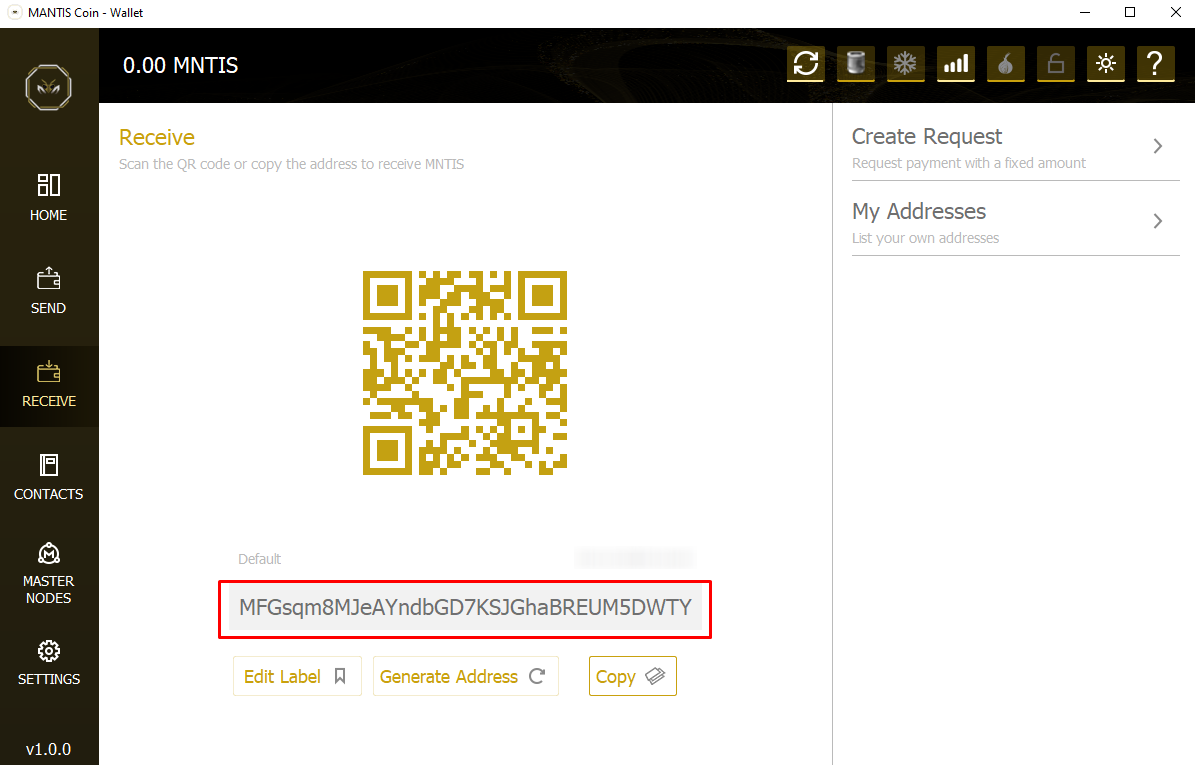 MANTIS Coin - Wallet
0.00 MNTIS
HOME
SEND
RECEIVE
CONTACTS
MASTER
NODES
SETTINGS
v1.0.0
Receive
Scan the QR code or copy the address to receive MNTIS
Default
MFGsqm8MJeAYndbGD7KSJGhaBREUM5DWTY
Edit Label
Generate Address
Copy
Create Request
Request payment with a fixed amount
My Addresses
List your own addresses